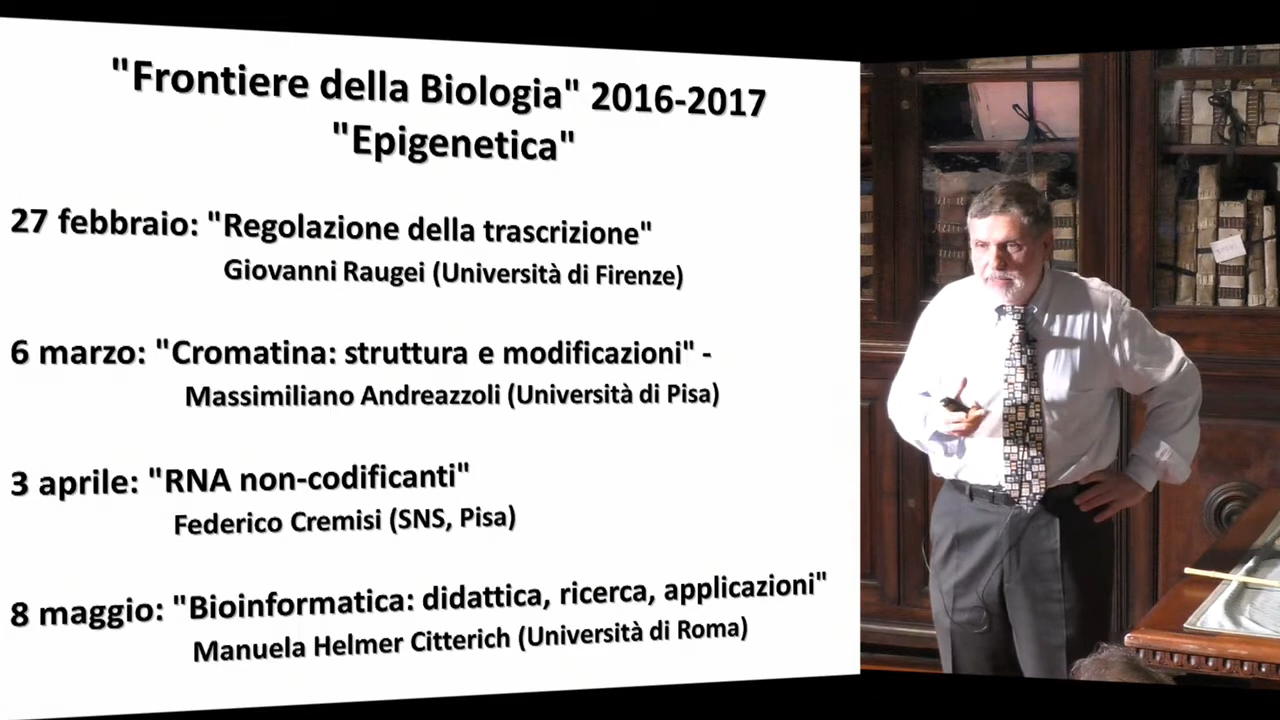 "Frontiere della Biologia" 2016-2017
"Epigenetica"
27 febbraio: "Regolazione della trascrizione"
Giovanni Raugei (Università di Firenze)
6 marzo: "Cromatina: struttura e modificazioni" -
Massimiliano Andreazzoli (Università di Pisa)
3 aprile: "RNA non-codificanti"
Federico Cremisi (SNS, Pisa)
8 maggio: "Bioinformatica: didattica, ricerca, applicazioni"
Manuela Helmer Citterich (Università di Roma)